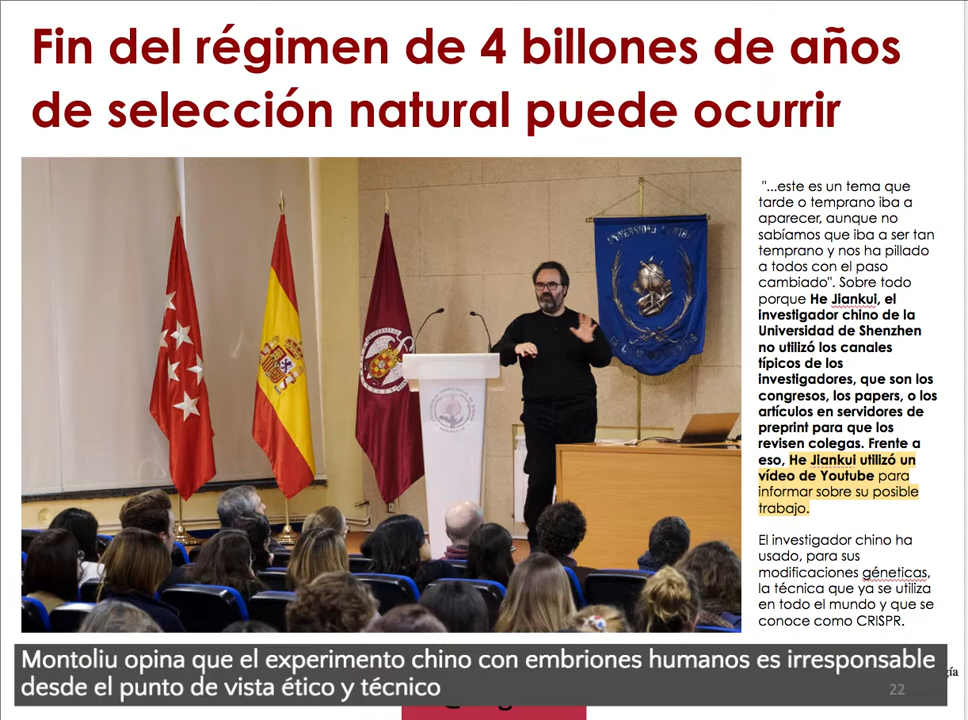 Fin del régimen de 4 billones de años
de selección natural puede ocurrir
"...este es un tema que
tarde o temprano iba a
aparecer, aunque no
sabíamos que iba a ser tan
temprano y nos ha pillado
a todos con el paso
cambiado". Sobre todo
porque He Jiankui, el
investigador chino de la
Universidad de Shenzhen
no utilizó los canales
típicos de los
investigadores, que son los
congresos, los papers, o los
artículos en servidores de
preprint para que los
revisen colegas. Frente a
eso, He Jiankui utilizó un
vídeo de Youtube para
informar sobre su posible
trabajo.
El investigador chino ha
usado, para sus
modificaciones géneticas,
la técnica que ya se utiliza
en todo el mundo y que se
conoce como CRISPR.
Montoliu opina que el experimento chino con embriones humanos es irresponsable
desde el punto de vista ético y técnico
22